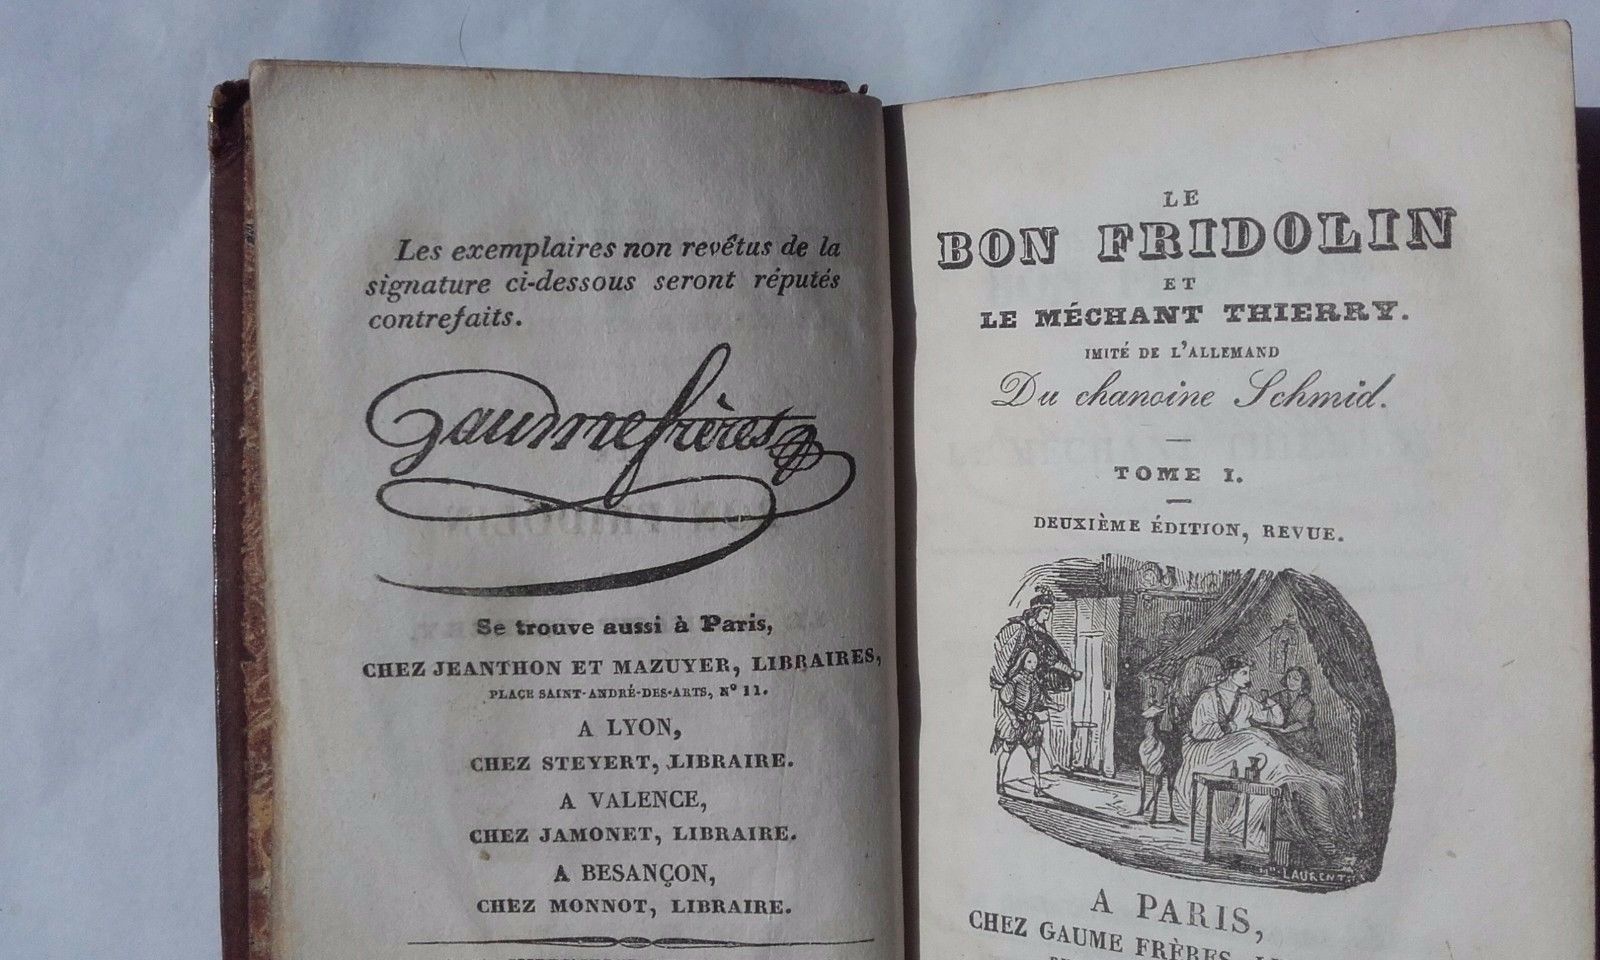 Les exemplaires non revêtus de la
signature ci-dessous seront réputés
contrefaits.
Gaume frères
Se trouve aussi à Paris,
CHEZ JEANTHON ET MAZUYER, LIBRAIRES,
PLACE SAINT-ANDRÉ-DES-ARTS, N° 11.
A LYON,
CHEZ STEYERT, LIBRAIRE.
A VALENCE,
CHEZ JAMONET, LIBRAIRE.
A BESANÇON,
CHEZ MONNOT, LIBRAIRE.
LE
BON FRIDOLIN
ET
LE MÉCHANT THIERRY.
IMITÉ DE L'ALLEMAND
Du chanoine Schmid.
TOME I.
DEUXIÈME ÉDITION, REVUE.
LAURENT
A PARIS,
CHEZ GAUME FRÈRES,